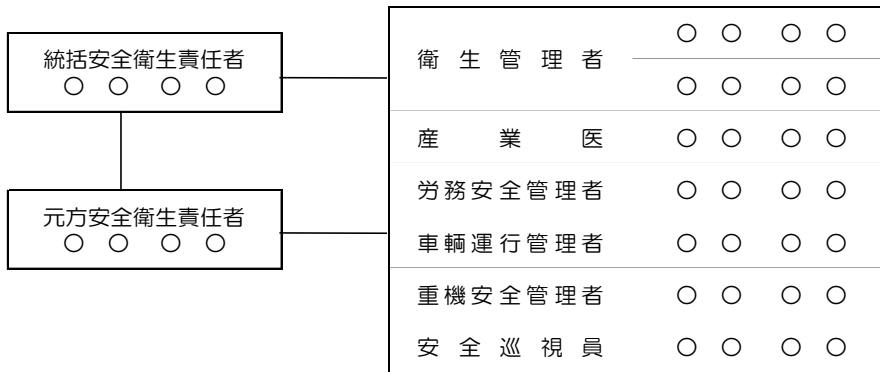 統括安全衛生責任者
○ ○ ○ ○
元方安全衛生責任者
○ ○ ○ ○
衛生管理者 ○ ○ ○ ○
○ ○ ○ ○
産業医 ○ ○ ○ ○
労務安全管理者 ○ ○ ○ ○
車輌運行管理者 ○ ○ ○ ○
重機安全管理者 ○ ○ ○ ○
安全巡視員 ○ ○ ○ ○